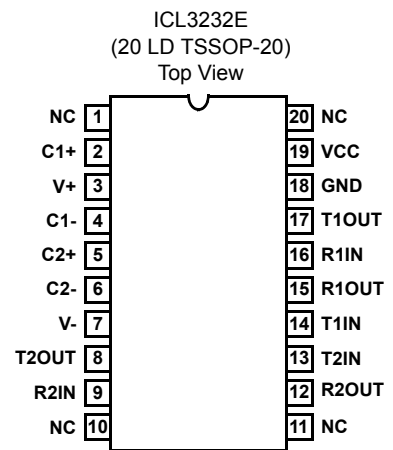 ICL3232E
(20 LD TSSOP-20)
Top View
NC 1 20 NC
C1+ 2 19 VCC
V+ 3 18 GND
C1- 4 17 T1OUT
C2+ 5 16 R1IN
C2- 6 15 R1OUT
V- 7 14 T1IN
T2OUT 8 13 T2IN
R2IN 9 12 R2OUT
NC 10 11 NC